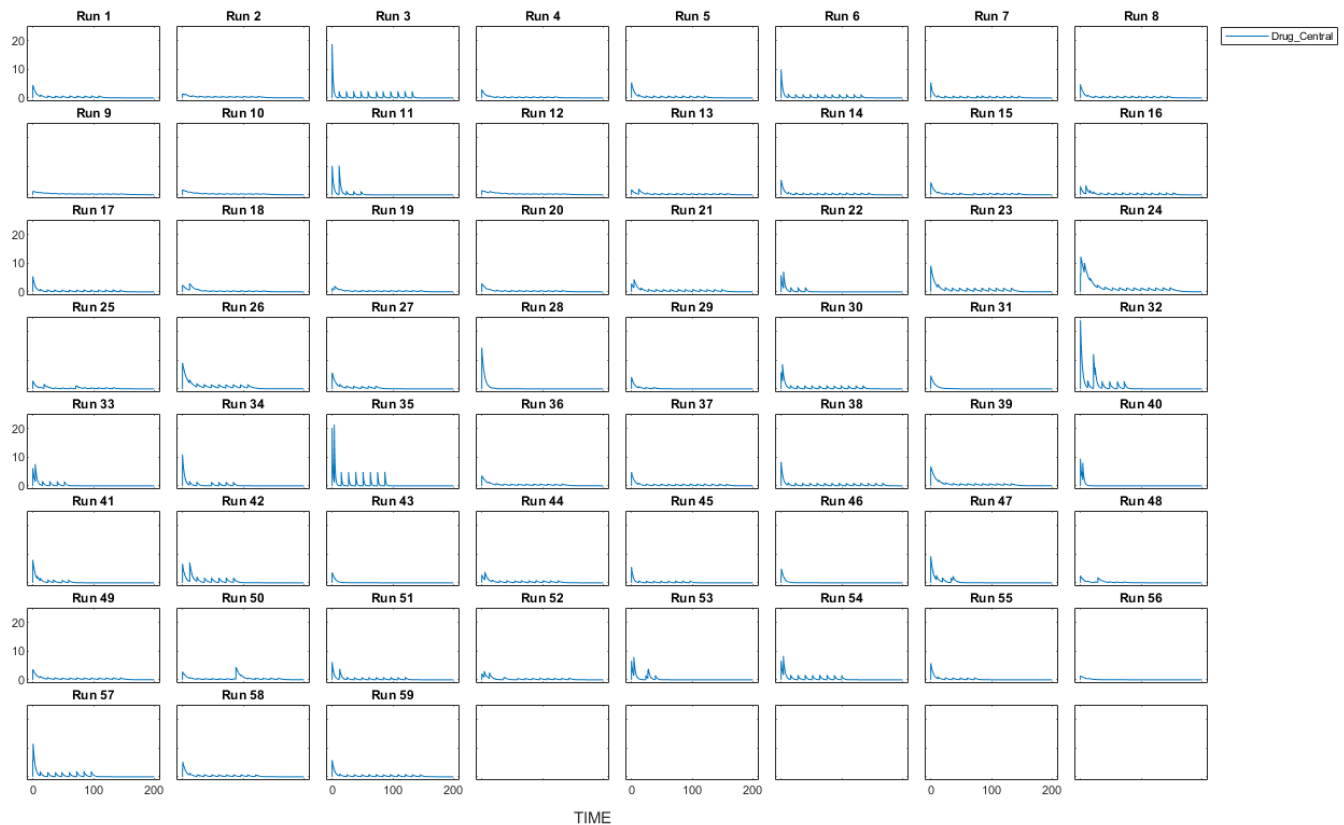 Run 1 Run 2 Run 3 Run 4 Run 5 Run 6 Run 7 Run 8
Drug_Central
20
10
0
Run 9 Run 10 Run 11 Run 12 Run 13 Run 14 Run 15 Run 16
Run 17 Run 18 Run 19 Run 20 Run 21 Run 22 Run 23 Run 24
20
10
0
Run 25 Run 26 Run 27 Run 28 Run 29 Run 30 Run 31 Run 32
Run 33 Run 34 Run 35 Run 36 Run 37 Run 38 Run 39 Run 40
20
10
0
Run 41 Run 42 Run 43 Run 44 Run 45 Run 46 Run 47 Run 48
Run 49 Run 50 Run 51 Run 52 Run 53 Run 54 Run 55 Run 56
20
10
0
Run 57 Run 58 Run 59
0 100 200 0 100 200 0 100 200 0 100 200
TIME